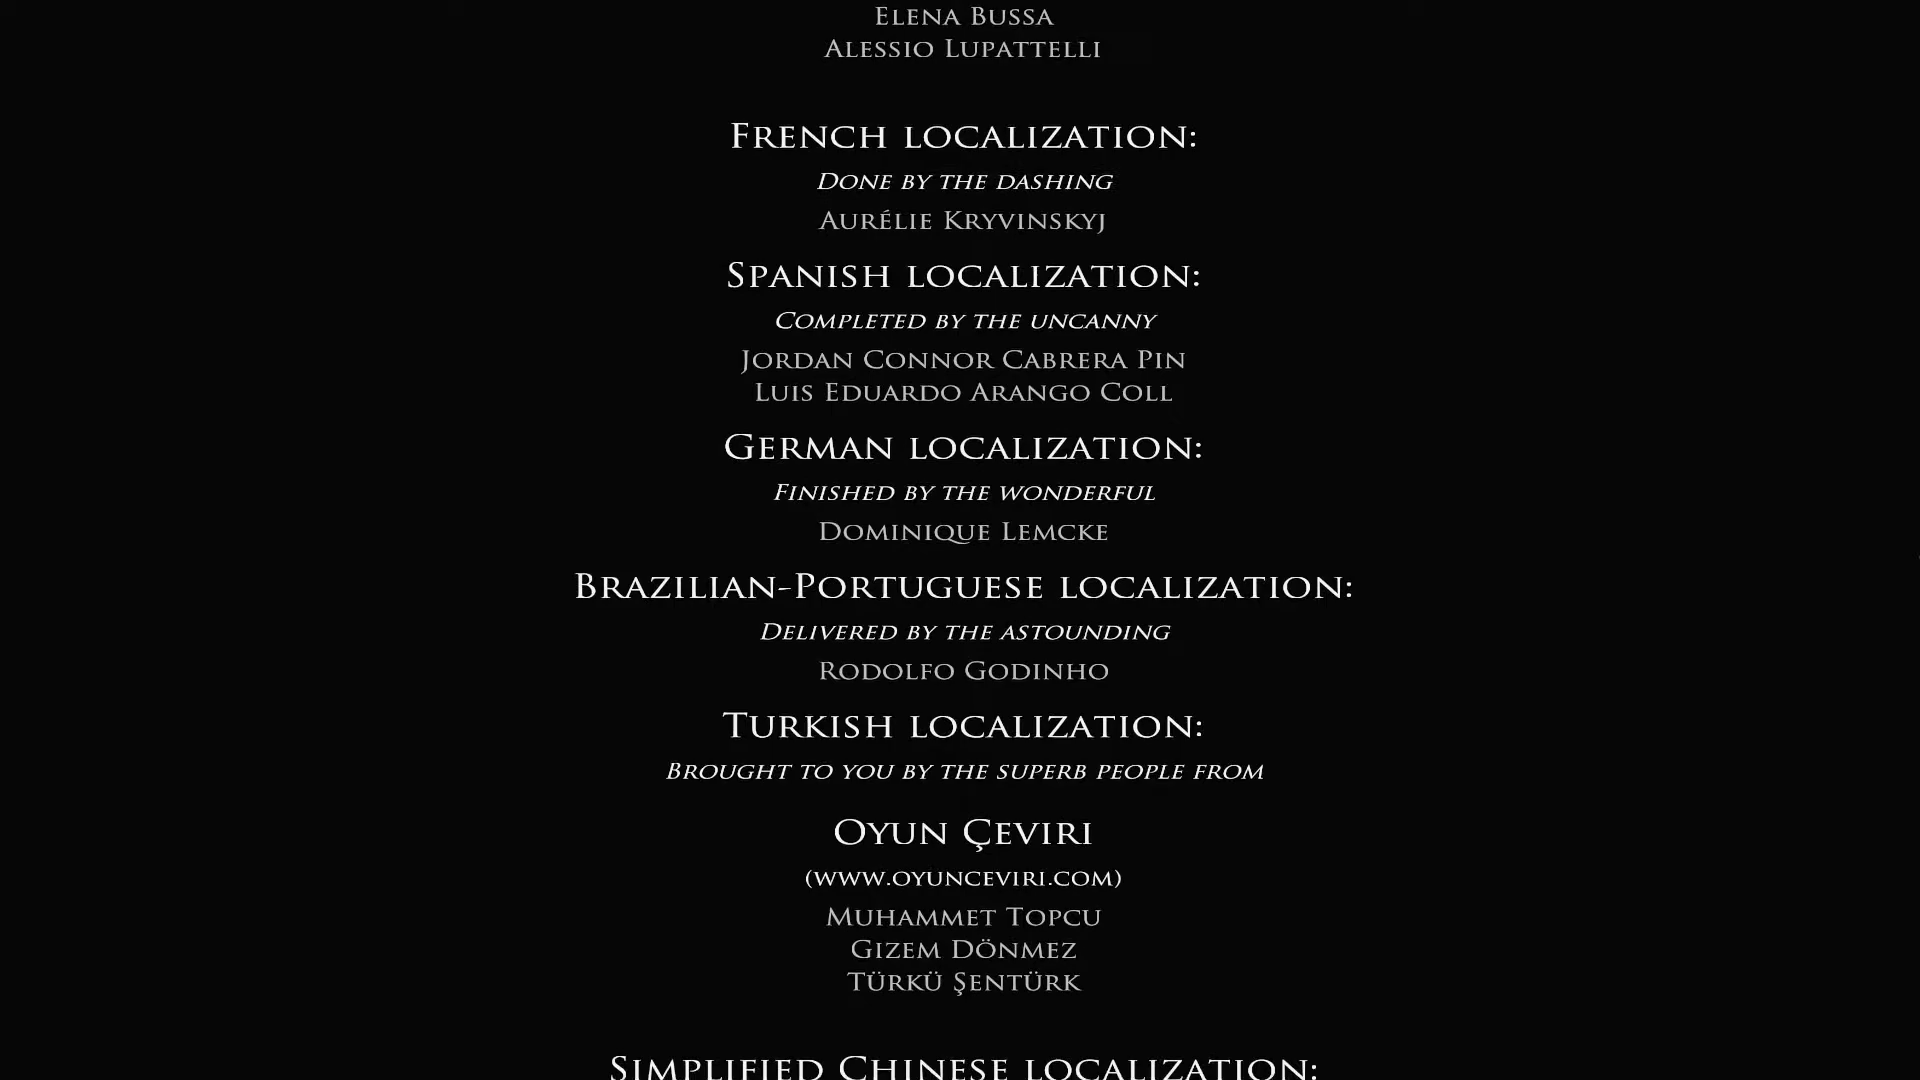 Elena Bussa
Alessio Lupattelli
French localization:
Done by the dashing
Aurélie Kryvinskyj
Spanish localization:
Completed by the uncanny
Jordan Connor Cabrera Pin
Luis Eduardo Arango Coll
German localization:
Finished by the wonderful
Dominique Lemcke
Brazilian-Portuguese localization:
Delivered by the astounding
Rodolfo Godinho
Turkish localization:
Brought to you by the superb people from
Oyun Çeviri
(www.oyunceviri.com)
Muhammet Topcu
Gizem Dönmez
Türkü Şentürk
Simplified Chinese localization: